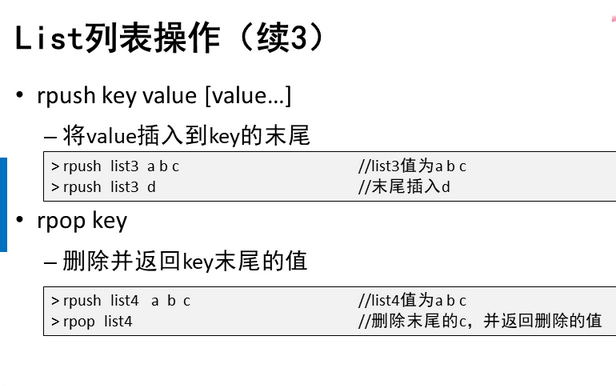 List列表操作（续3）
• rpush key value [value…]
– 将value插入到key的末尾
> rpush list3 a b c //list3值为a b c
> rpush list3 d //末尾插入d
• rpop key
– 删除并返回key末尾的值
> rpush list4 a b c //list4值为a b c
> rpop list4 //删除末尾的c，并返回删除的值